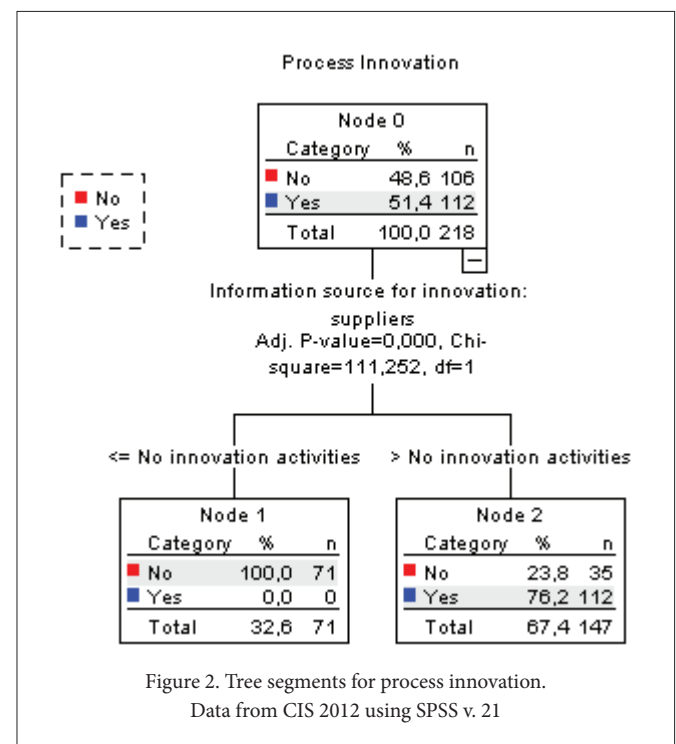 Process Innovation
No
Yes
Node 0
Category % n
No 48,6 106
Yes 51,4 112
Total 100,0 218
Information source for innovation:
suppliers
Adj. P-value=0,000, Chi-
square=111,252, df=1
<= No innovation activities
> No innovation activities
Node 1
Category % n
No 100,0 71
Yes 0,0 0
Total 32,6 71
Node 2
Category % n
No 23,8 35
Yes 76,2 112
Total 67,4 147
Figure 2. Tree segments for process innovation.
Data from CIS 2012 using SPSS v. 21